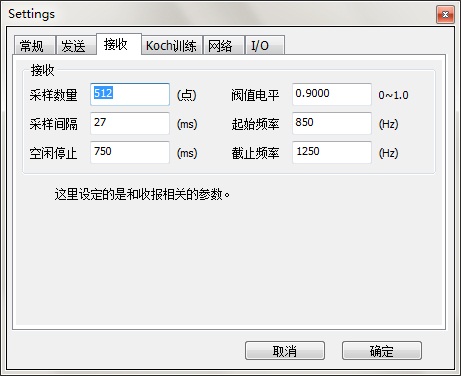 Settings
常规 发送 接收 Koch训练 网络 I/O
接收
采样数量 512 (点) 阀值电平 0.9000 0~1.0
采样间隔 27 (ms) 起始频率 850 (Hz)
空闲停止 750 (ms) 截止频率 1250 (Hz)
这里设定的是和收报相关的参数。
取消 确定